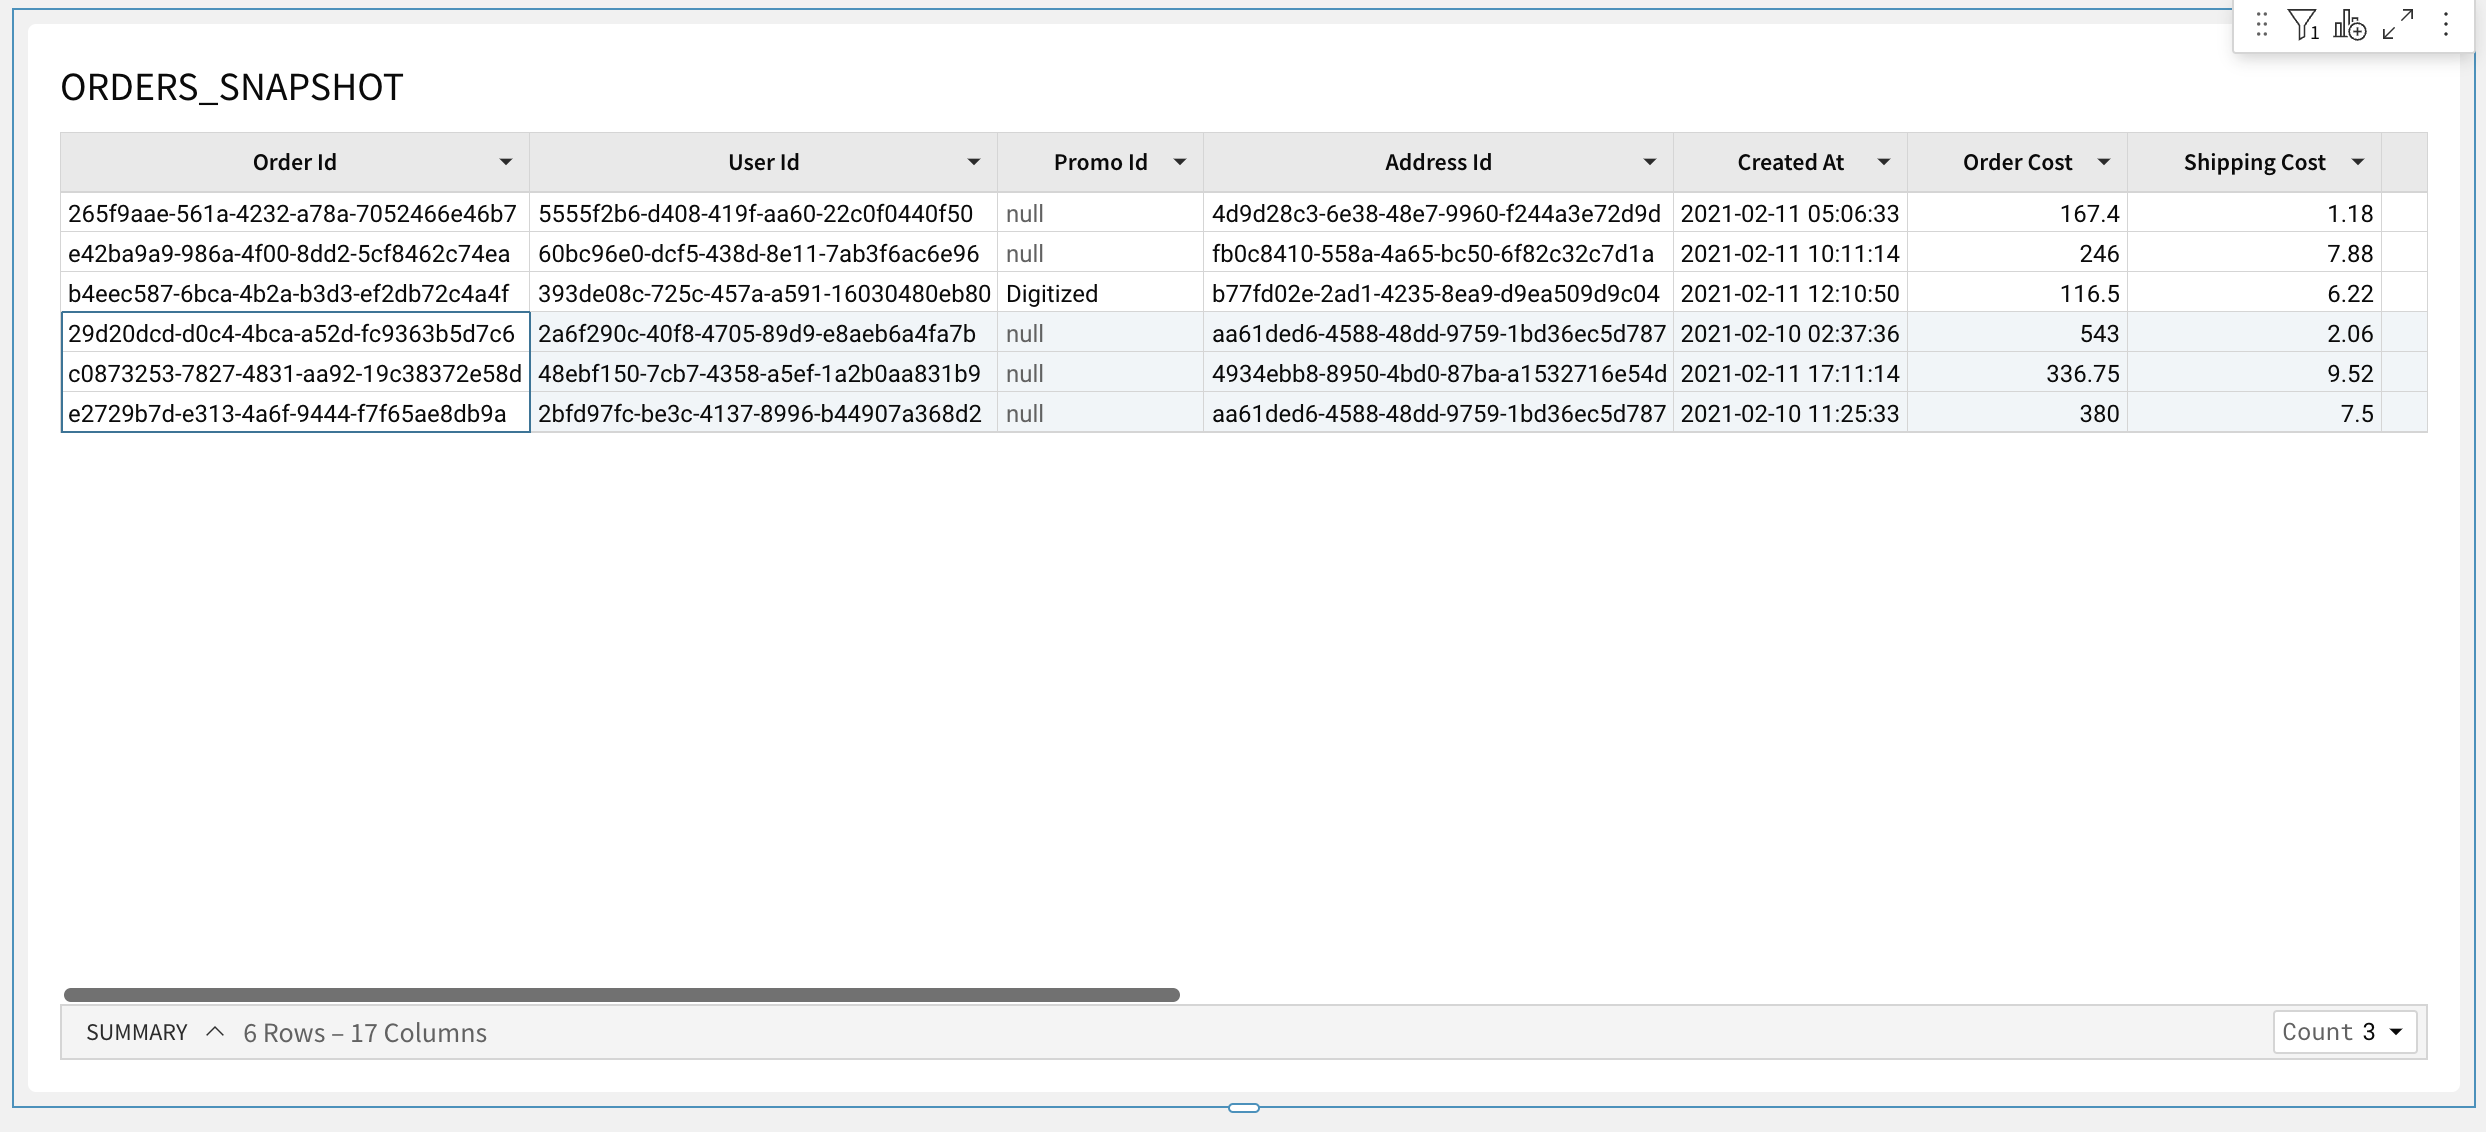 1
ORDERS_SNAPSHOT
Order Id User Id Promo Id Address Id Created At Order Cost Shipping Cost
265f9aae-561a-4232-a78a-7052466e46b7 5555f2b6-d408-419f-aa60-22c0f0440f50 null 4d9d28c3-6e38-48e7-9960-f244a3e72d9d 2021-02-11 05:06:33 167.4 1.18
e42ba9a9-986a-4f00-8dd2-5cf8462c74ea 60bc96e0-dcf5-438d-8e11-7ab3f6ac6e96 null fb0c8410-558a-4a65-bc50-6f82c32c7d1a 2021-02-11 10:11:14 246 7.88
b4eec587-6bca-4b2a-b3d3-ef2db72c4a4f 393de08c-725c-457a-a591-16030480eb80 Digitized b77fd02e-2ad1-4235-8ea9-d9ea509d9c04 2021-02-11 12:10:50 116.5 6.22
29d20dcd-d0c4-4bca-a52d-fc9363b5d7c6 2a6f290c-40f8-4705-89d9-e8aeb6a4fa7b null aa61ded6-4588-48dd-9759-1bd36ec5d787 2021-02-10 02:37:36 543 2.06
c0873253-7827-4831-aa92-19c38372e58d 48ebf150-7cb7-4358-a5ef-1a2b0aa831b9 null 4934ebb8-8950-4bd0-87ba-a1532716e54d 2021-02-11 17:11:14 336.75 9.52
e2729b7d-e313-4a6f-9444-f7f65ae8db9a 2bfd97fc-be3c-4137-8996-b44907a368d2 null aa61ded6-4588-48dd-9759-1bd36ec5d787 2021-02-10 11:25:33 380 7.5
SUMMARY 6 Rows – 17 Columns Count 3